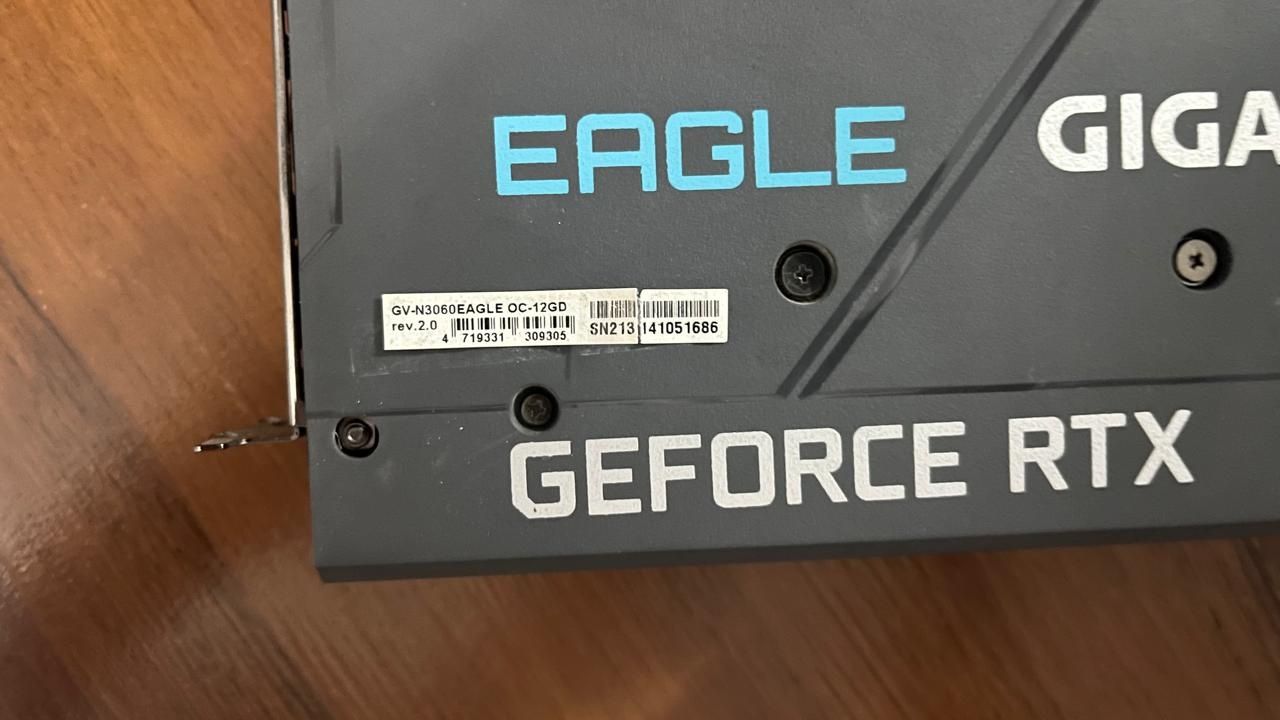 EAGLE
GIGA
GV-N3060EAGLE OC-12GD
rev.2.0
4 719331 309305
SN213141051686
GEFORCE RTX